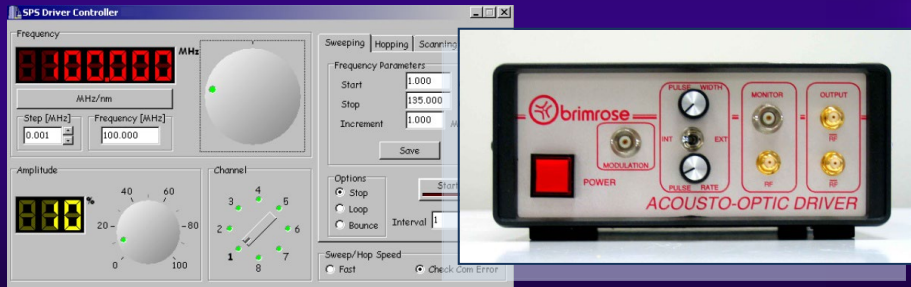 SPS Driver Controller
Frequency
100.000
MHz
MHz/nm
Step [MHz]
Frequency [MHz]
0.001
100.000
Amplitude
10
%
0
20
40
60
80
100
Channel
1
2
3
4
5
6
7
8
Sweeping
Hopping
Scanning
Frequency Parameters
Start
1.000
Stop
135.000
Increment
1.000
Save
Options
Stop
Loop
Bounce
Start
Interval
1
Sweep/Hop Speed
Fast
Check Com Error
brimrose
MODULATION
POWER
PULSE WIDTH
INT
EXT
PULSE RATE
MONITOR
RF
OUTPUT
RF
RF
ACOUSTO-OPTIC DRIVER